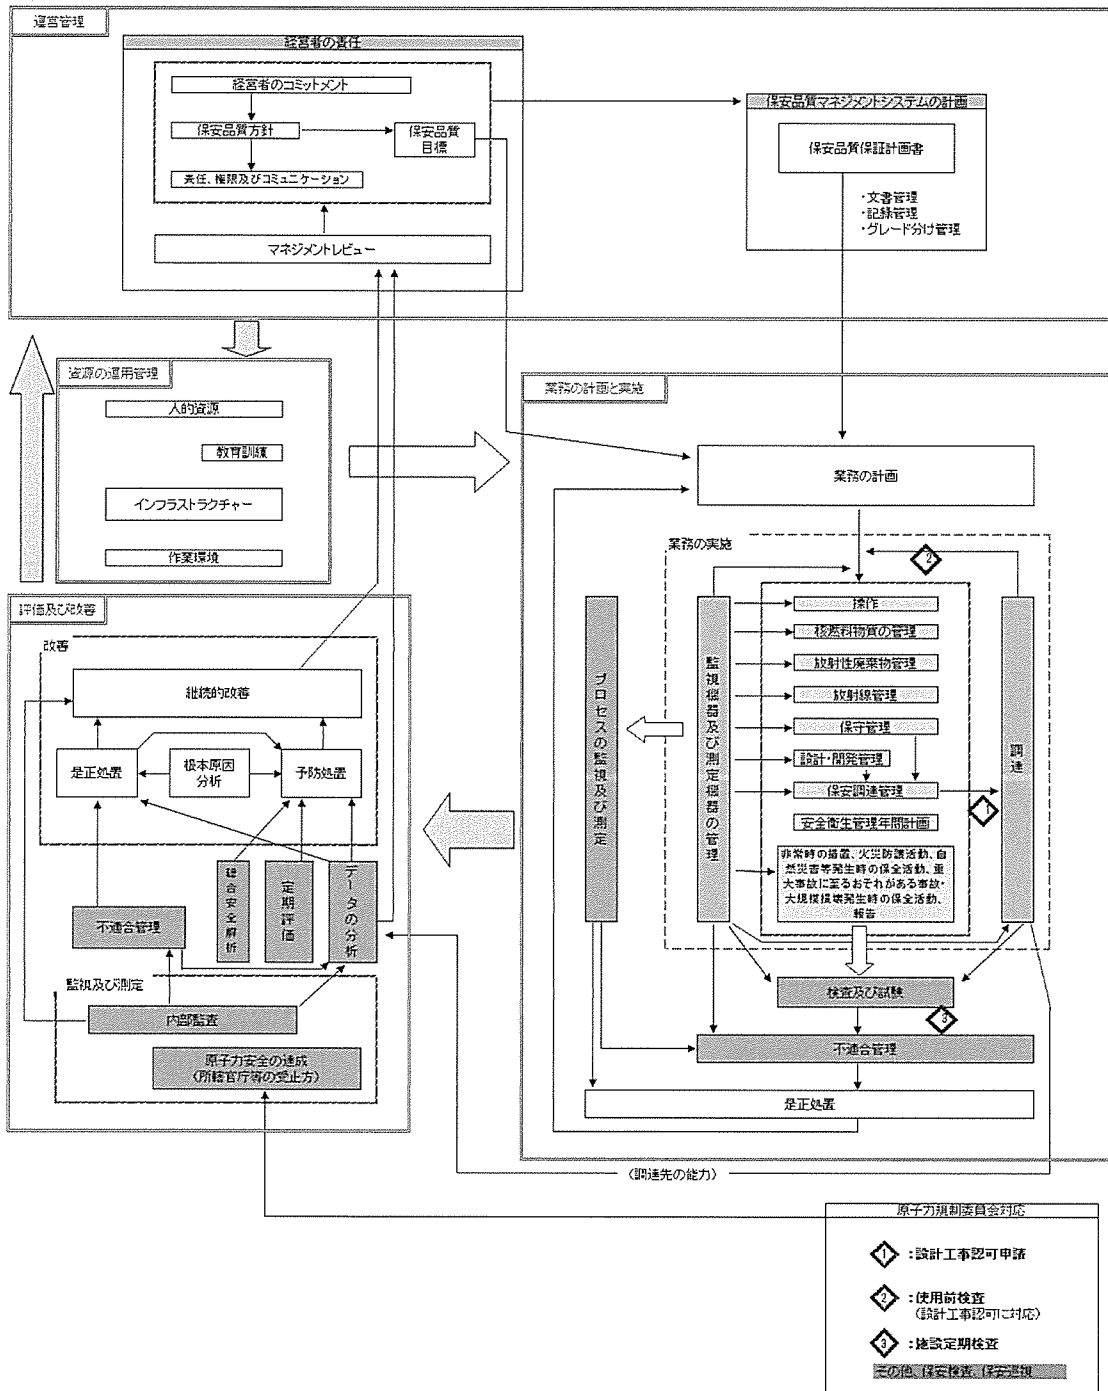 運営管理
経営者の責任
経営者のコミットメント
保安品質方針
保安品質
目標
責任、権限及びコミュニケーション
マネジメントレビュー
保安品質マネジメントシステムの計画
保安品質保証計画書
・文書管理
・記録管理
・グレード分け管理
資源の運用管理
人的資源
教育訓練
インフラストラクチャー
作業環境
業務の計画と実施
業務の計画
業務の実施
2
プロセスの監視及び測定
監視機器及び測定機器の管理
操作
核燃料物質の管理
放射性廃棄物管理
放射線管理
保守管理
設計・開発管理
保安調達管理
安全衛生管理年間計画
非常時の措置、火災防護活動、自
然災害等発生時の保全活動、重
大事故に至るおそれがある事故・
大規模損壊発生時の保全活動、
報告
調達
1
検査及び試験
3
不適合管理
是正処置
評価及び改善
改善
継続的改善
是正処置
根本原因
分析
予防処置
総合安全解析
定期評価
データの分析
不適合管理
監視及び測定
内部監査
原子力安全の達成
(所轄官庁等の受止方)
(調達先の能力)
原子力規制委員会対応
1 :設計工事認可申請
2 :使用前検査
(設計工事認可に対応)
3 :施設定期検査
その他、保安検査、保安巡視